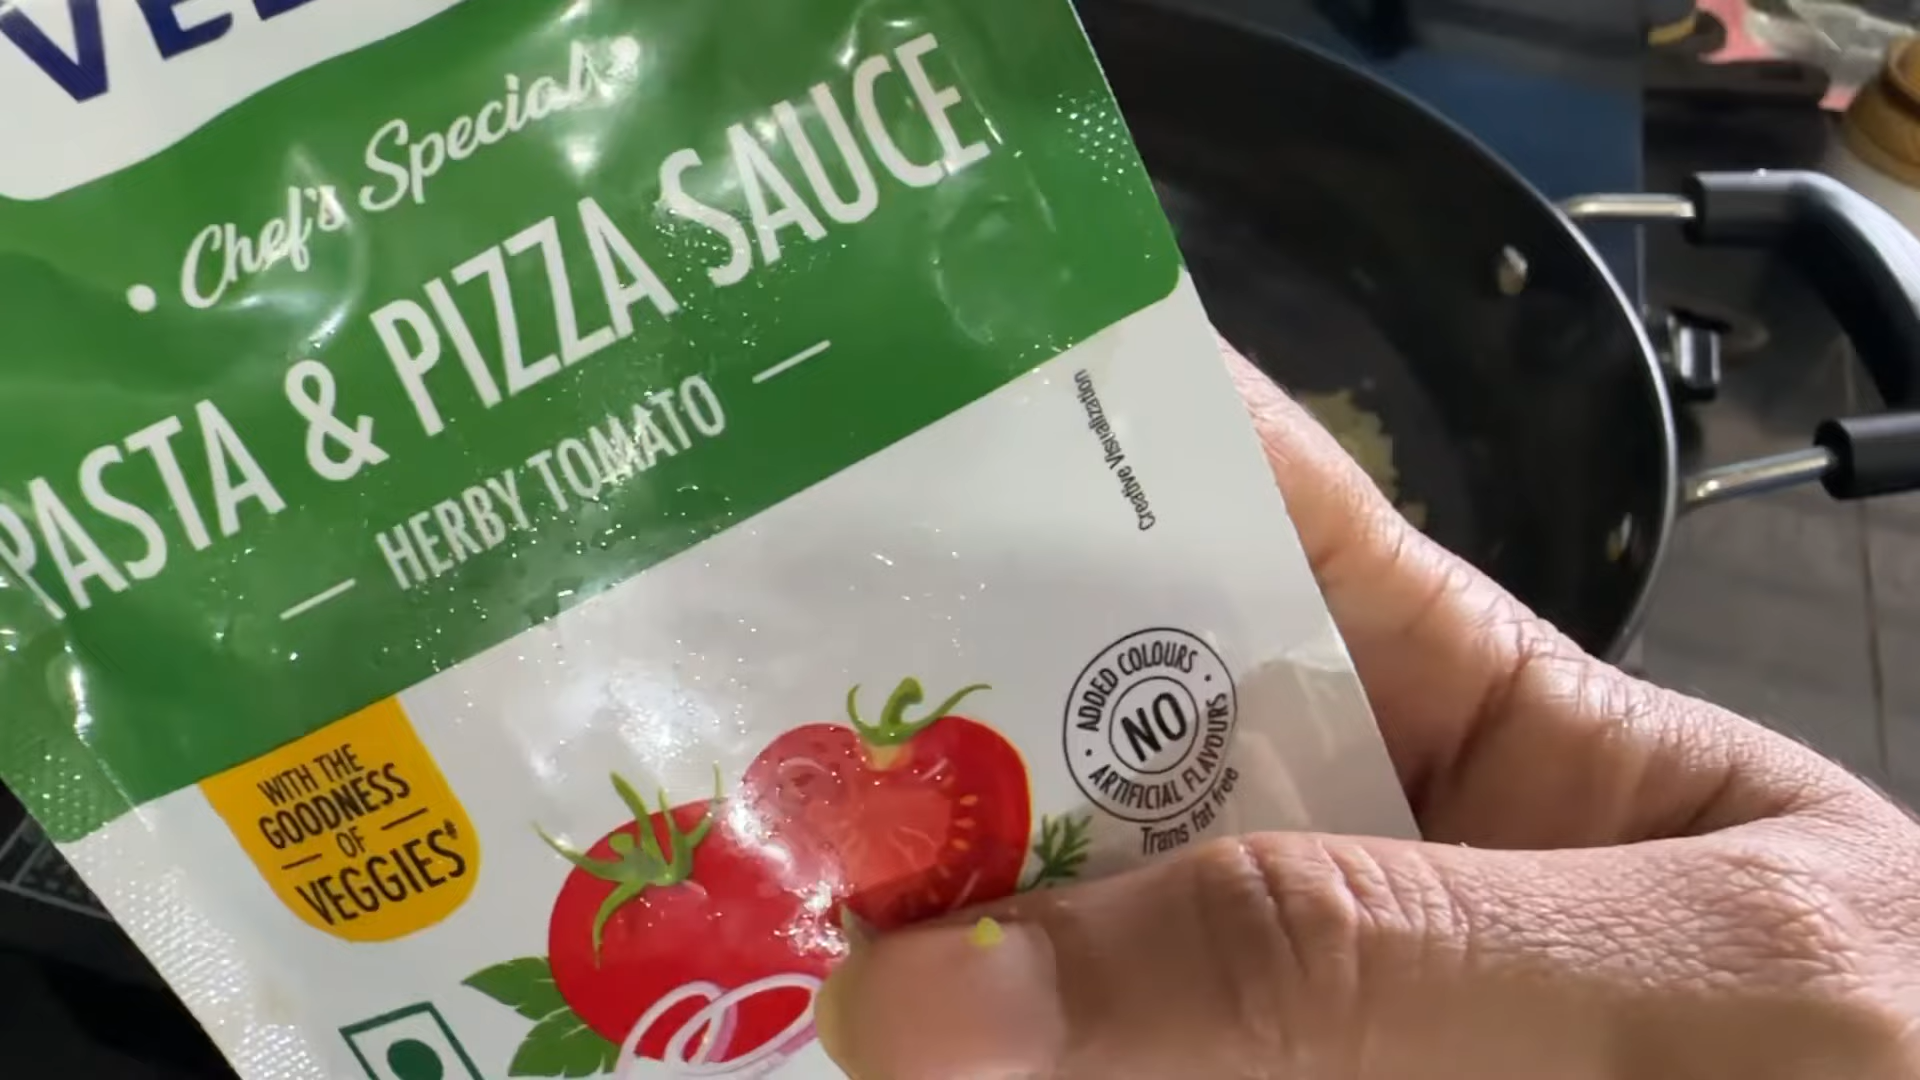 Chef's Special
PASTA & PIZZA SAUCE
HERBY TOMATO
Creative Visualization
WITH THE
GOODNESS
OF
VEGGIES#
ADDED COLOURS
NO
ARTIFICIAL FLAVOURS
Trans fat free